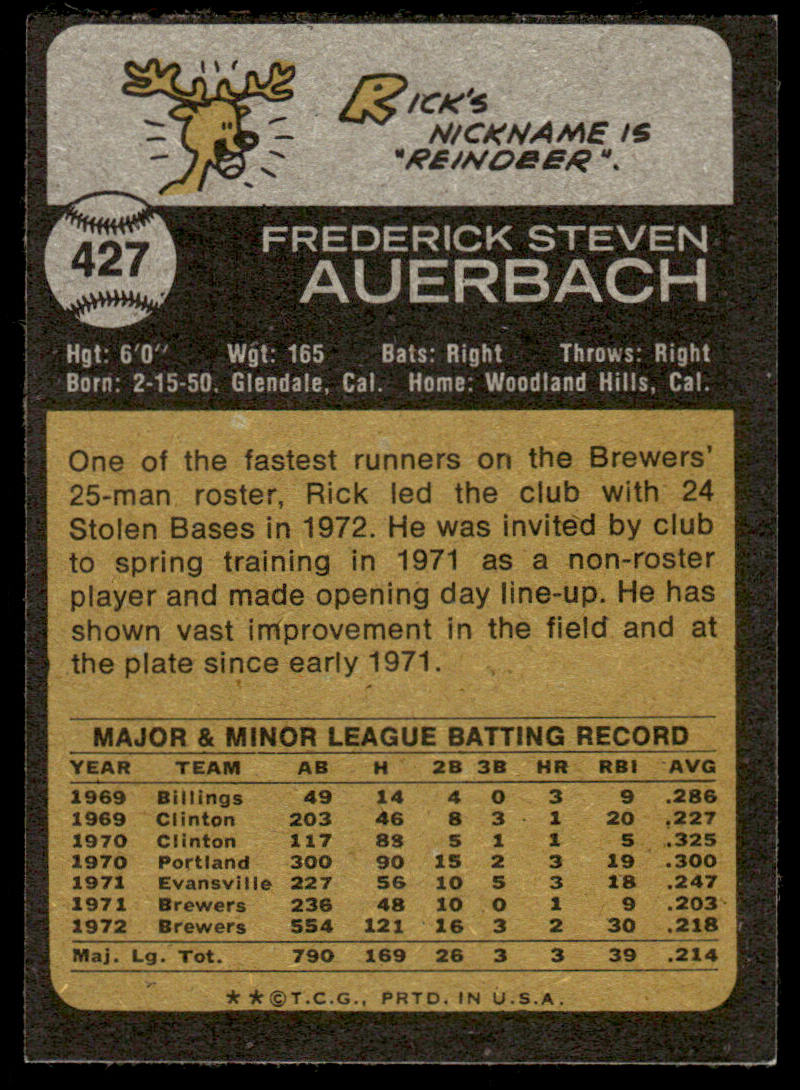 RICK'S
NICKNAME IS
"REINDEER".
427
FREDERICK STEVEN
AUERBACH
Hgt: 6'0" Wgt: 165 Bats: Right Throws: Right
Born: 2-15-50, Glendale, Cal. Home: Woodland Hills, Cal.
One of the fastest runners on the Brewers'
25-man roster, Rick led the club with 24
Stolen Bases in 1972. He was invited by club
to spring training in 1971 as a non-roster
player and made opening day line-up. He has
shown vast improvement in the field and at
the plate since early 1971.
MAJOR & MINOR LEAGUE BATTING RECORD
YEAR TEAM AB H 2B 3B HR RBI AVG
1969 Billings 49 14 4 0 3 9 .286
1969 Clinton 203 46 8 3 1 20 .227
1970 Clinton 117 38 5 1 1 5 .325
1970 Portland 300 90 15 2 3 19 .300
1971 Evansville 227 56 10 5 3 18 .247
1971 Brewers 236 48 10 0 1 9 .203
1972 Brewers 554 121 16 3 2 30 .218
Maj. Lg. Tot. 790 169 26 3 3 39 .214
**©T.C.G., PRTD. IN U.S.A.